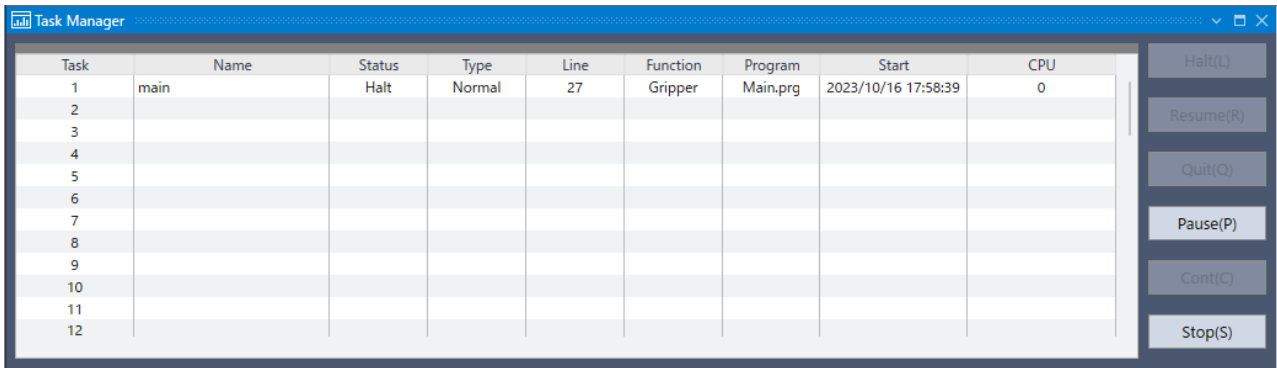 Task Manager
Task Name Status Type Line Function Program Start CPU
1 main Halt Normal 27 Gripper Main.prg 2023/10/16 17:58:39 0
2
3
4
5
6
7
8
9
10
11
12
Halt(L)
Resume(R)
Quit(Q)
Pause(P)
Cont(C)
Stop(S)